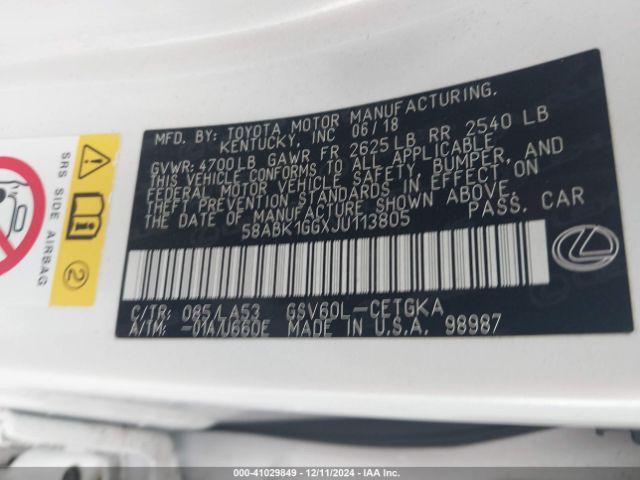 MFD. BY: TOYOTA MOTOR MANUFACTURING.
KENTUCKY, INC 06/18
GVWR: 4700LB GAWR FR 2625LB RR 2540 LB
THIS VEHICLE CONFORMS TO ALL APPLICABLE
FEDERAL MOTOR VEHICLE SAFETY, BUMPER, AND
THEFT PREVENTION STANDARDS IN EFFECT ON
THE DATE OF MANUFACTURE SHOWN ABOVE.
58ABK1GGXJU113805 PASS. CAR
C/TR: 085/LA53 GSV60L-CETGKA
A/TM: -01A/U660E MADE IN U.S.A. 98987
SRS SIDE AIRBAG
2
000-41029849 - 12/11/2024 - IAA Inc.